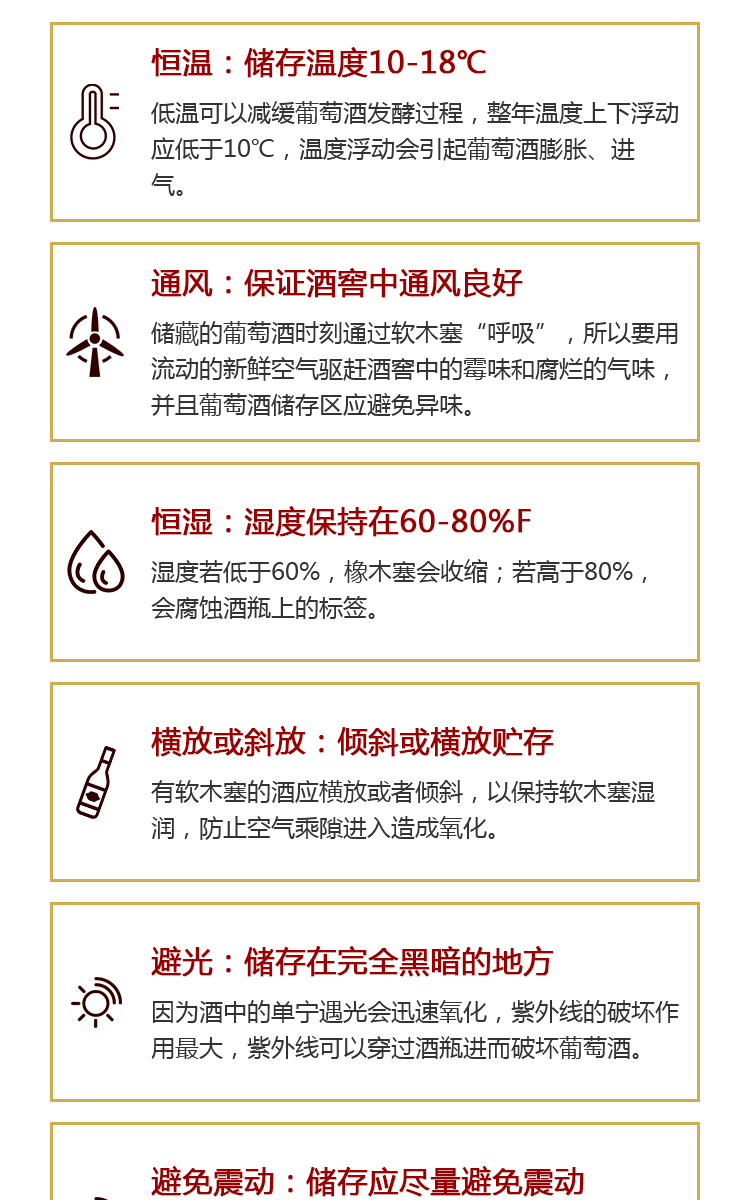 恒温：储存温度10-18℃
低温可以减缓葡萄酒发酵过程，整年温度上下浮动
应低于10℃，温度浮动会引起葡萄酒膨胀、进
气。
通风：保证酒窖中通风良好
储藏的葡萄酒时刻通过软木塞“呼吸”，所以要用
流动的新鲜空气驱赶酒窖中的霉味和腐烂的气味，
并且葡萄酒储存区应避免异味。
恒湿：湿度保持在60-80%F
湿度若低于60%，橡木塞会收缩；若高于80%，
会腐蚀酒瓶上的标签。
横放或斜放：倾斜或横放贮存
有软木塞的酒应横放或者倾斜，以保持软木塞湿
润，防止空气乘隙进入造成氧化。
避光：储存在完全黑暗的地方
因为酒中的单宁遇光会迅速氧化，紫外线的破坏作
用最大，紫外线可以穿过酒瓶进而破坏葡萄酒。
避免震动：储存应尽量避免震动